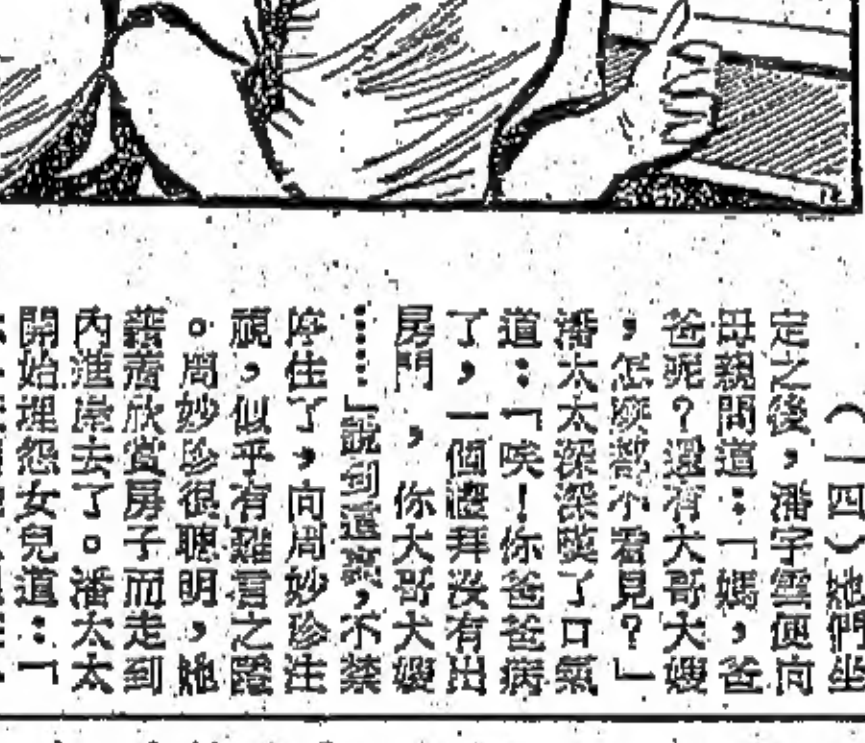 （一四）她們坐
定之後，潘宇雲便向
母親問道：「媽，爸
爸呢？還有大哥大嫂
，怎麼都不看見？」
潘太太深深嘆了口氣
道：「唉！你爸爸病
了，一個禮拜沒有出
房門，你大哥大嫂
……」說到這裏，不禁
停住了，向周妙珍注
視，似乎有難言之隱
。周妙珍很聰明，她
藉着欣賞房子而走到
內進去了。潘太太
開始埋怨女兒道：「